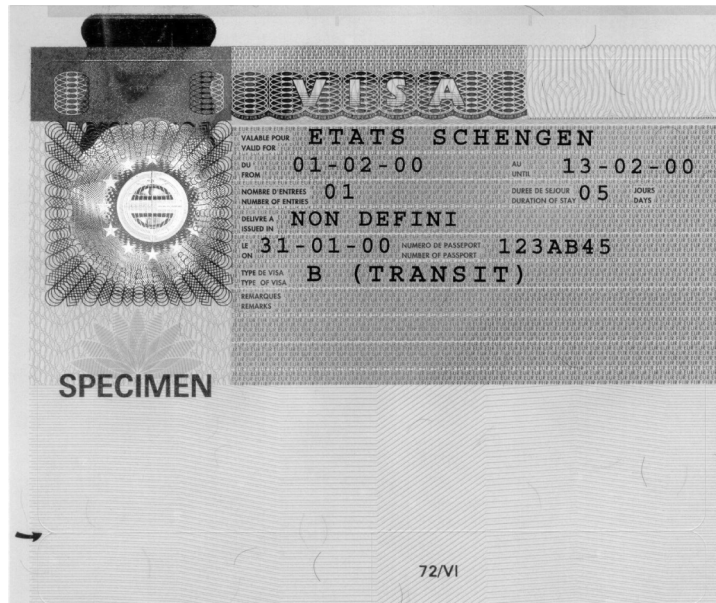 VISA
VALABLE POUR
VALID FOR
ETATS SCHENGEN
DU
FROM
01-02-00
AU
UNTIL
13-02-00
NOMBRE D'ENTREES
NUMBER OF ENTRIES
01
DUREE DE SEJOUR
DURATION OF STAY
05
JOURS
DAYS
DELIVRE A
ISSUED IN
NON DEFINI
LE
ON
31-01-00
NUMERO DE PASSEPORT
NUMBER OF PASSPORT
123AB45
TYPE DE VISA
TYPE OF VISA
B (TRANSIT)
REMARQUES
REMARKS
SPECIMEN
72/VI